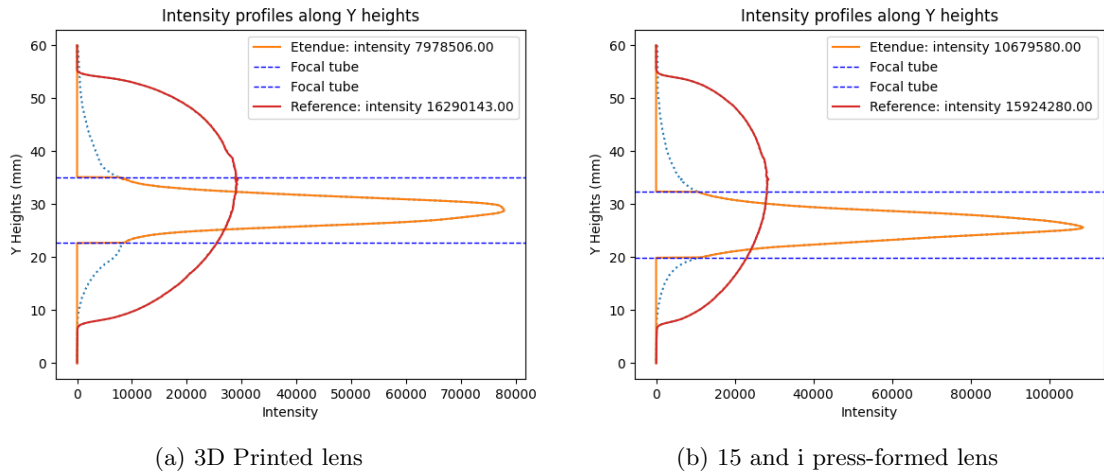 Intensity profiles along Y heights
Etendue: intensity 7978506.00
Focal tube
Focal tube
Reference: intensity 16290143.00
60
50
40
30
20
10
0
Y Heights (mm)
0 10000 20000 30000 40000 50000 60000 70000 80000
Intensity
(a) 3D Printed lens
Intensity profiles along Y heights
Etendue: intensity 10679580.00
Focal tube
Focal tube
Reference: intensity 15924280.00
60
50
40
30
20
10
0
Y Heights (mm)
0 20000 40000 60000 80000 100000
Intensity
(b) 15 and i press-formed lens